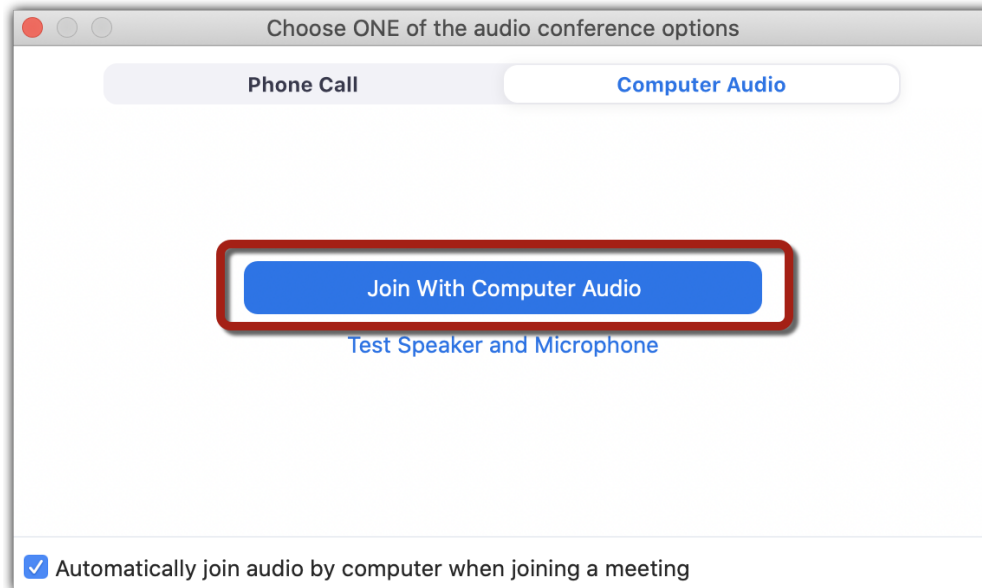 Choose ONE of the audio conference options
Phone Call Computer Audio
Join With Computer Audio
Test Speaker and Microphone
Automatically join audio by computer when joining a meeting